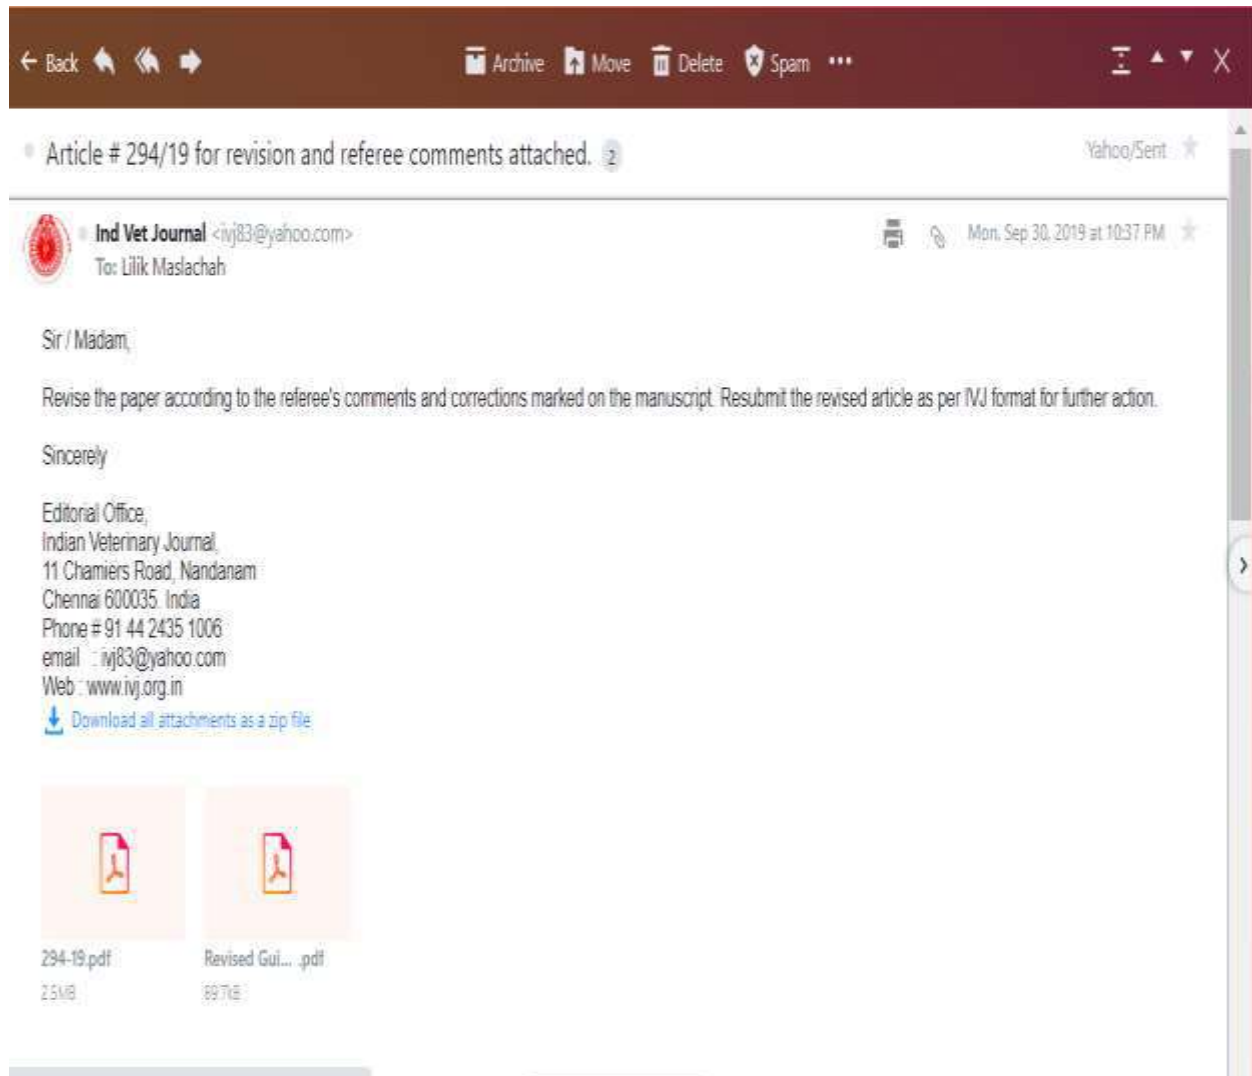 Back Archive Move Delete Spam
Article # 294/19 for revision and referee comments attached. 2 Yahoo/Sent
Ind Vet Journal <ivj83@yahoo.com> Mon, Sep 30, 2019 at 10:37 PM
To: Lilik Maslachah
Sir / Madam,
Revise the paper according to the referee's comments and corrections marked on the manuscript. Resubmit the revised article as per IVJ format for further action.
Sincerely
Editorial Office,
Indian Veterinary Journal,
11 Chamiers Road, Nandanam
Chennai 600035. India
Phone # 91 44 2435 1006
email : ivj83@yahoo.com
Web : www.ivj.org.in
Download all attachments as a zip file
294-19.pdf Revised Gui... .pdf
2.5MB 89.7kB